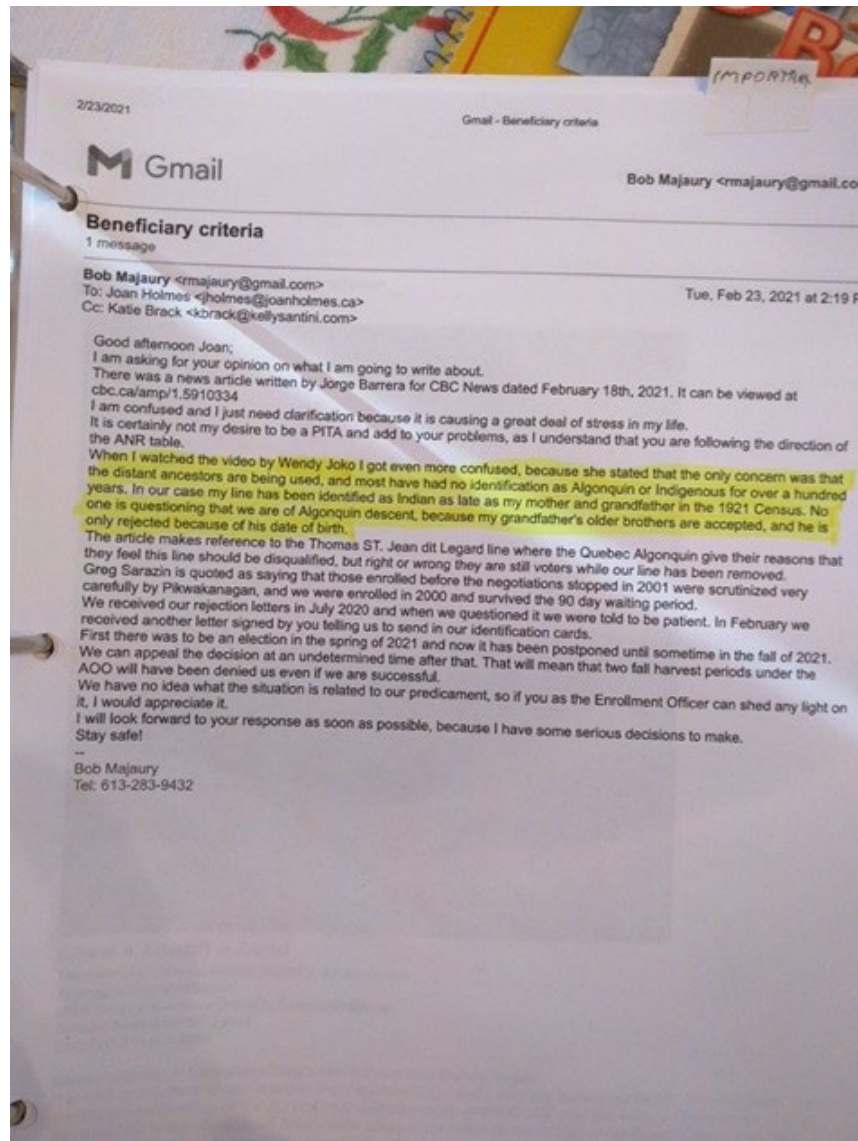 IMPORTANT
2/23/2021
Gmail - Beneficiary criteria
M Gmail
Bob Majaury <rmajaury@gmail.co
Beneficiary criteria
1 message
Bob Majaury <rmajaury@gmail.com>
Tue, Feb 23, 2021 at 2:19 P
To: Joan Holmes <jholmes@joanholmes.ca>
Cc: Katie Brack <kbrack@kellysantini.com>
Good afternoon Joan;
I am asking for your opinion on what I am going to write about.
There was a news article written by Jorge Barrera for CBC News dated February 18th, 2021. It can be viewed at
cbc.ca/amp/1.5910334
I am confused and I just need clarification because it is causing a great deal of stress in my life.
It is certainly not my desire to be a PITA and add to your problems, as I understand that you are following the direction of
the ANR table.
When I watched the video by Wendy Joko I got even more confused, because she stated that the only concern was that
the distant ancestors are being used, and most have had no identification as Algonquin or Indigenous for over a hundred
years. In our case my line has been identified as Indian as late as my mother and grandfather in the 1921 Census. No
one is questioning that we are of Algonquin descent, because my grandfather's older brothers are accepted, and he is
only rejected because of his date of birth.
The article makes reference to the Thomas ST. Jean dit Legard line where the Quebec Algonquin give their reasons that
they feel this line should be disqualified, but right or wrong they are still voters while our line has been removed.
Greg Sarazin is quoted as saying that those enrolled before the negotiations stopped in 2001 were scrutinized very
carefully by Pikwakanagan, and we were enrolled in 2000 and survived the 90 day waiting period.
We received our rejection letters in July 2020 and when we questioned it we were told to be patient. In February we
received another letter signed by you telling us to send in our identification cards.
First there was to be an election in the spring of 2021 and now it has been postponed until sometime in the fall of 2021.
We can appeal the decision at an undetermined time after that. That will mean that two fall harvest periods under the
AOO will have been denied us even if we are successful.
We have no idea what the situation is related to our predicament, so if you as the Enrollment Officer can shed any light on
it, I would appreciate it.
I will look forward to your response as soon as possible, because I have some serious decisions to make.
Stay safe!
--
Bob Majaury
Tel: 613-283-9432